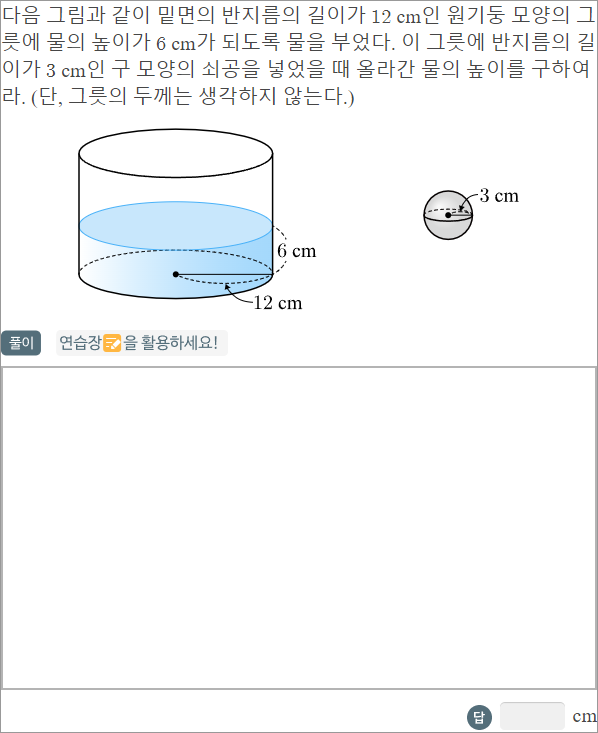 다음 그림과 같이 밑면의 반지름의 길이가 12 cm인 원기둥 모양의 그
릇에 물의 높이가 6 cm가 되도록 물을 부었다. 이 그릇에 반지름의 길
이가 3 cm인 구 모양의 쇠공을 넣었을 때 올라간 물의 높이를 구하여
라. (단, 그릇의 두께는 생각하지 않는다.)
3 cm
6 cm
12 cm
풀이 연습장을 활용하세요!
답 cm